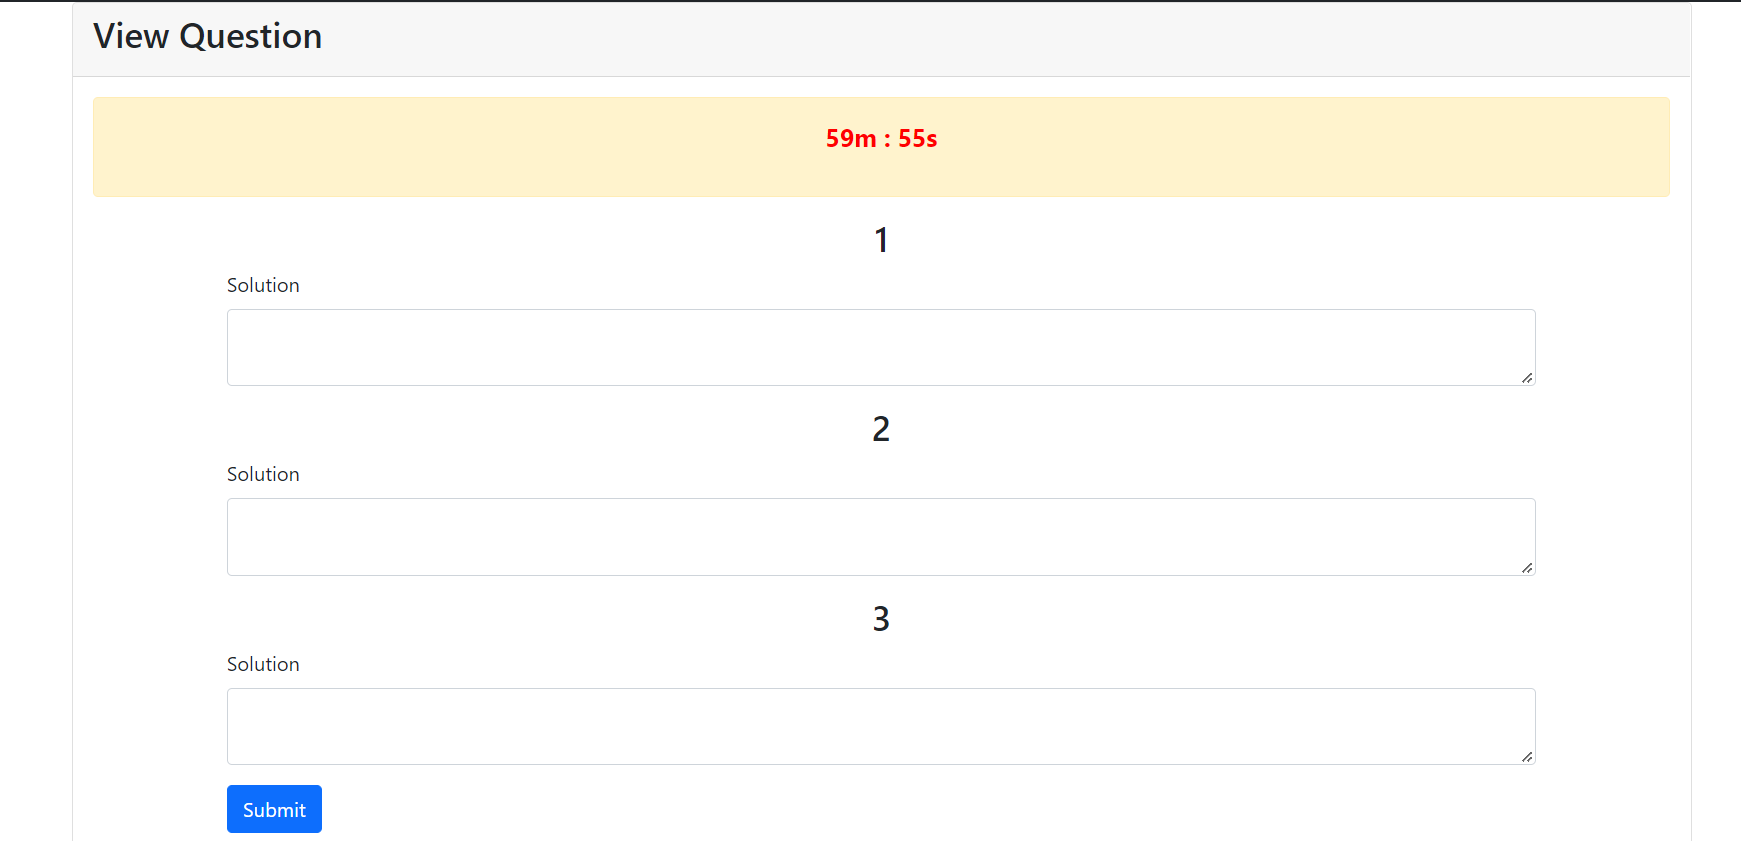 View Question
59m : 55s
1
Solution
2
Solution
3
Solution
Submit